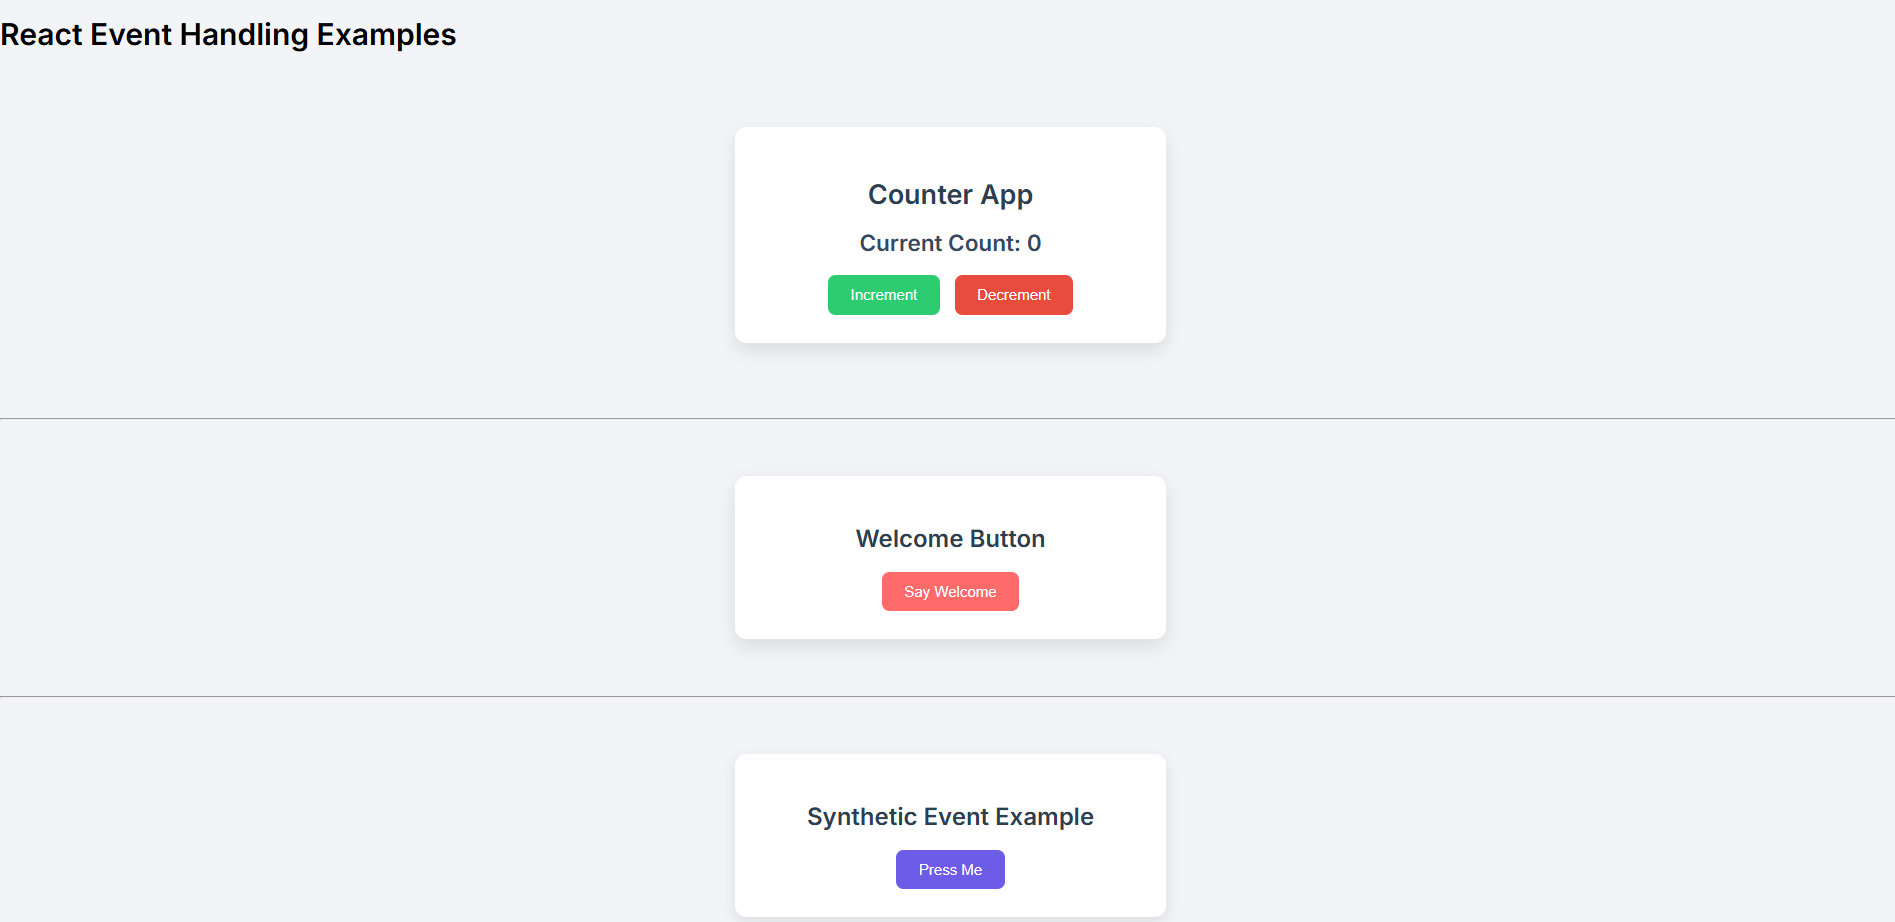 React Event Handling Examples
Counter App
Current Count: 0
Increment Decrement
Welcome Button
Say Welcome
Synthetic Event Example
Press Me